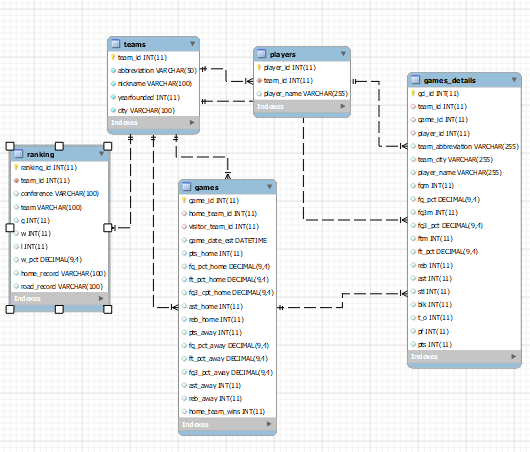 teams
team_id INT(11)
abbreviation VARCHAR(50)
nickname VARCHAR(100)
yearfounded INT(11)
city VARCHAR(100)
Indexes
players
player_id INT(11)
team_id INT(11)
player_name VARCHAR(255)
Indexes
games_details
gd_id INT(11)
team_id INT(11)
game_id INT(11)
player_id INT(11)
team_abbreviation VARCHAR(255)
team_city VARCHAR(255)
player_name VARCHAR(255)
fgm INT(11)
fg_pct DECIMAL(9,4)
fg3m INT(11)
fg3_pct DECIMAL(9,4)
ftm INT(11)
ft_pct DECIMAL(9,4)
reb INT(11)
ast INT(11)
stl INT(11)
blk INT(11)
t_o INT(11)
pf INT(11)
pts INT(11)
Indexes
ranking
ranking_id INT(11)
team_id INT(11)
conference VARCHAR(100)
team VARCHAR(100)
g INT(11)
w INT(11)
l INT(11)
w_pct DECIMAL(9,4)
home_record VARCHAR(100)
road_record VARCHAR(100)
Indexes
games
game_id INT(11)
home_team_id INT(11)
visitor_team_id INT(11)
game_date_est DATETIME
pts_home INT(11)
fg_pct_home DECIMAL(9,4)
ft_pct_home DECIMAL(9,4)
fg3_cpt_home DECIMAL(9,4)
ast_home INT(11)
reb_home INT(11)
pts_away INT(11)
fg_pct_away DECIMAL(9,4)
ft_pct_away DECIMAL(9,4)
fg3_pct_away DECIMAL(9,4)
ast_away INT(11)
reb_away INT(11)
home_team_wins INT(11)
Indexes